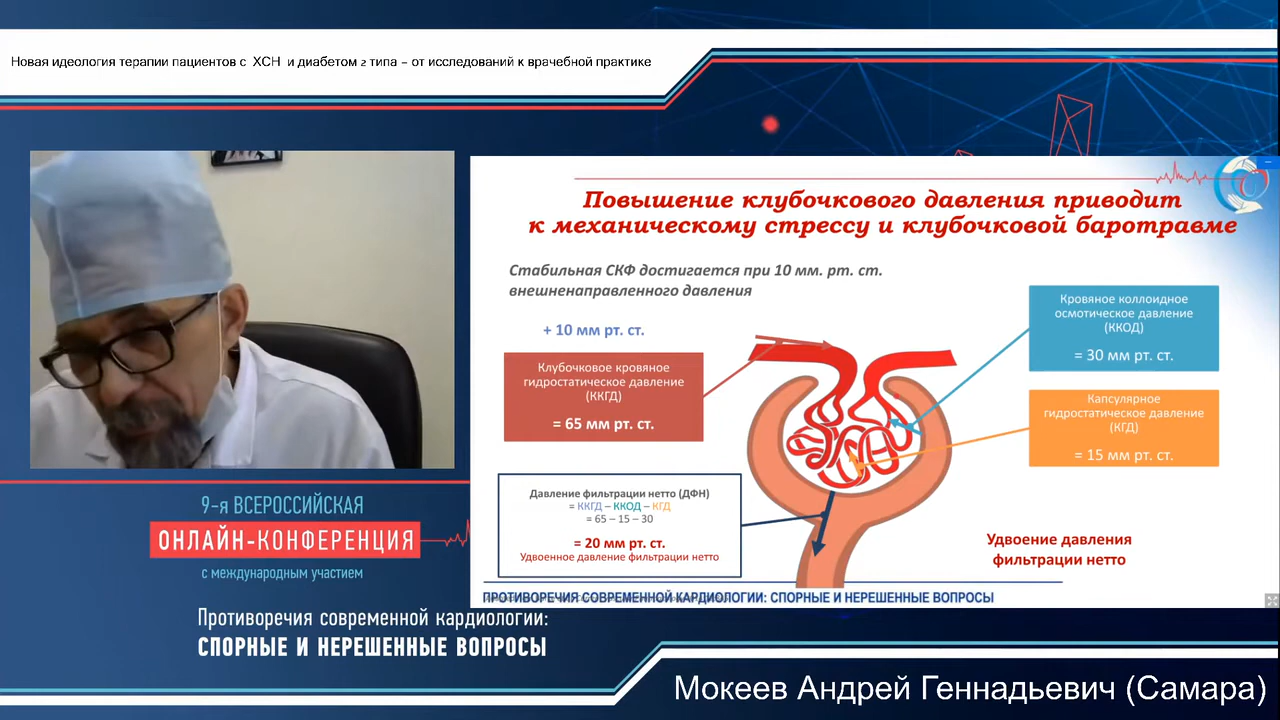 Новая идеология терапии пациентов с ХСН и диабетом 2 типа – от исследований к врачебной практике
Повышение клубочкового давления приводит
к механическому стрессу и клубочковой баротравме
Стабильная СКФ достигается при 10 мм. рт. ст.
внешненаправленного давления
+ 10 мм рт. ст.
Клубочковое кровяное
гидростатическое давление
(ККГД)
= 65 мм рт. ст.
Кровяное коллоидное
осмотическое давление
(ККОД)
= 30 мм рт. ст.
Капсулярное
гидростатическое давление
(КГД)
= 15 мм рт. ст.
Давление фильтрации нетто (ДФН)
= ККГД – ККОД – КГД
= 65 – 15 – 30
= 20 мм рт. ст.
Удвоенное давление фильтрации нетто
Удвоение давления
фильтрации нетто
ПРОТИВОРЕЧИЯ СОВРЕМЕННОЙ КАРДИОЛОГИИ: СПОРНЫЕ И НЕРЕШЕННЫЕ ВОПРОСЫ
9-я ВСЕРОССИЙСКАЯ
ОНЛАЙН-КОНФЕРЕНЦИЯ
с международным участием
Противоречия современной кардиологии:
СПОРНЫЕ И НЕРЕШЕННЫЕ ВОПРОСЫ
Мокеев Андрей Геннадьевич (Самара)